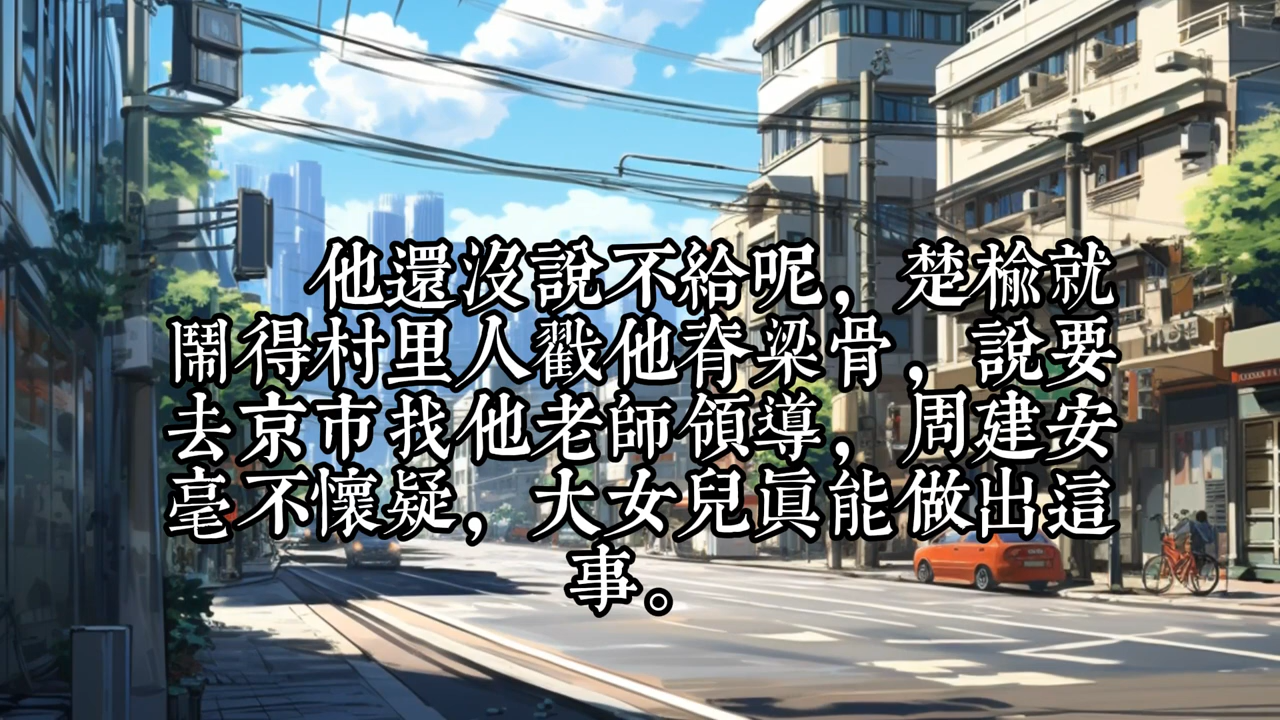 他還沒說不給呢，楚榆就
鬧得村里人戳他脊梁骨，說要
去京市找他老師領導，周建安
毫不懷疑，大女兒真能做出這
事。